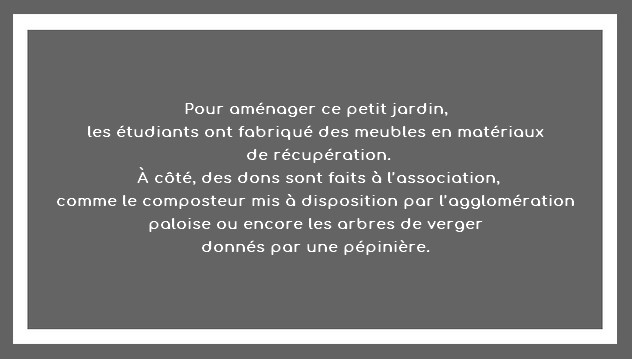 Pour aménager ce petit jardin,
les étudiants ont fabriqué des meubles en matériaux
de récupération.
À côté, des dons sont faits à l'association,
comme le composteur mis à disposition par l'agglomération
paloise ou encore les arbres de verger
donnés par une pépinière.